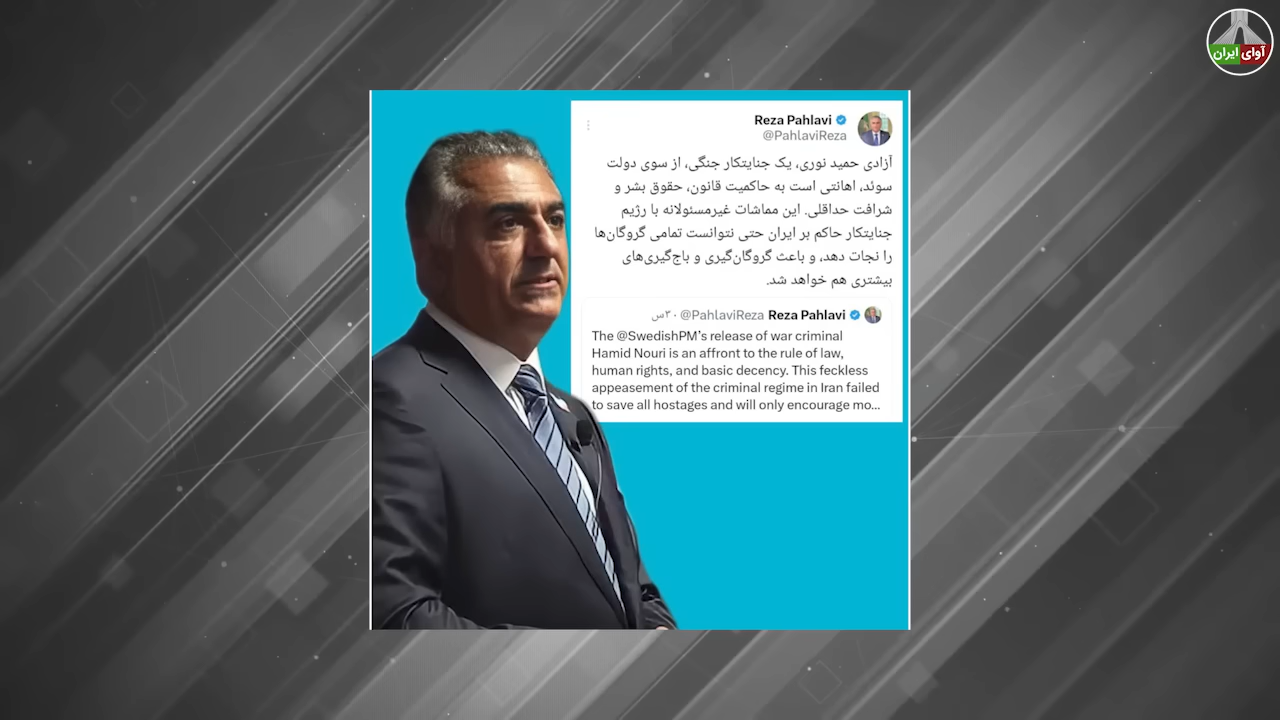 آوای ایران
Reza Pahlavi
@PahlaviReza
آزادی حمید نوری، یک جنایتکار جنگی، از سوی دولت
سوئد، اهانتی است به حاکمیت قانون، حقوق بشر و
شرافت حداقلی. این مماشات غیرمسئولانه با رژیم
جنایتکار حاکم بر ایران حتی نتوانست تمامی گروگان‌ها
را نجات دهد، و باعث گروگان‌گیری و باج‌گیری‌های
بیشتری هم خواهد شد.
Reza Pahlavi @PahlaviReza · ۳۰س
The @SwedishPM’s release of war criminal
Hamid Nouri is an affront to the rule of law,
human rights, and basic decency. This feckless
appeasement of the criminal regime in Iran failed
to save all hostages and will only encourage mo...